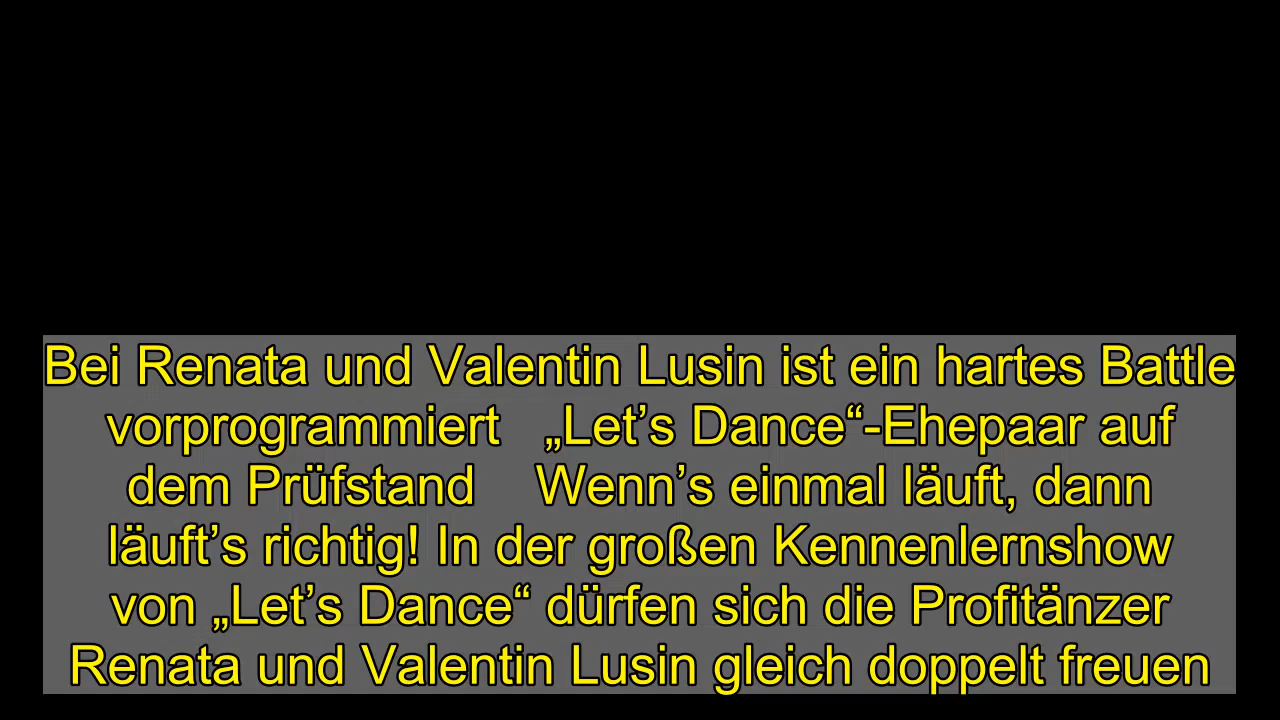 Bei Renata und Valentin Lusin ist ein hartes Battle
vorprogrammiert „Let’s Dance“-Ehepaar auf
dem Prüfstand Wenn’s einmal läuft, dann
läuft’s richtig! In der großen Kennenlernshow
von „Let’s Dance“ dürfen sich die Profitänzer
Renata und Valentin Lusin gleich doppelt freuen